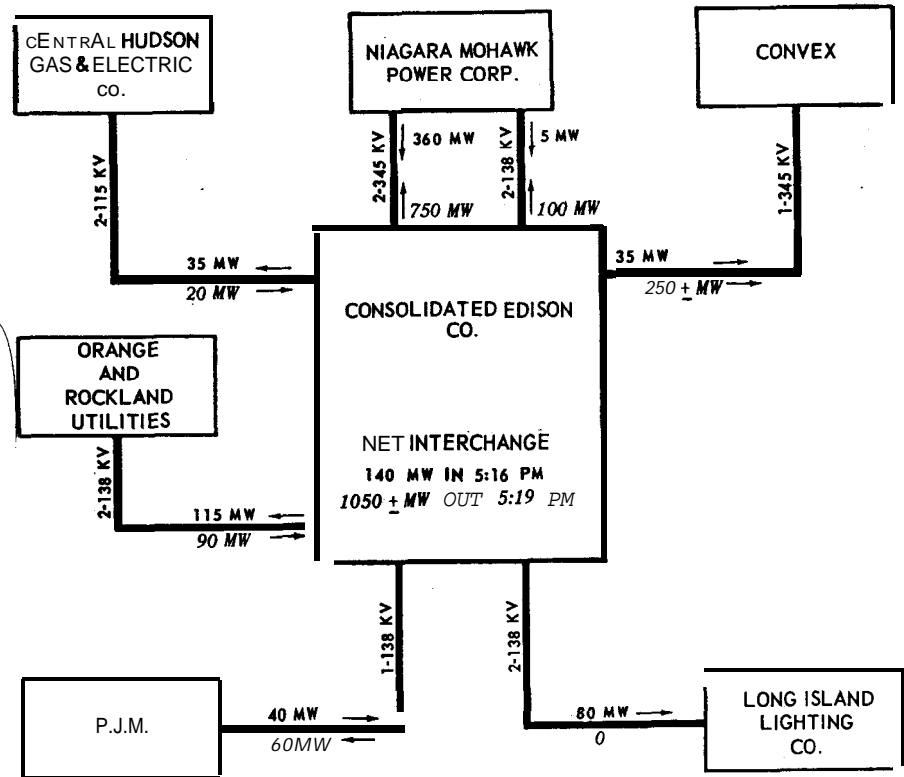 cENtrAl HUDSON
GAS & ELECTRIC
co.
NIAGARA MOHAWK
POWER CORP.
CONVEX
2-115 KV
2-345 KV
360 MW
750 MW
2-138 KV
5 MW
100 MW
1-345 KV
35 MW
20 MW
35 MW
250 ± MW
CONSOLIDATED EDISON
CO.
ORANGE
AND
ROCKLAND
UTILITIES
NET INTERCHANGE
140 MW IN 5:16 PM
1050 ± MW OUT 5:19 PM
2-138 KV
115 MW
90 MW
1-138 KV
2-138 KV
P.J.M.
40 MW
60MW
80 MW
0
LONG ISLAND
LIGHTING
CO.